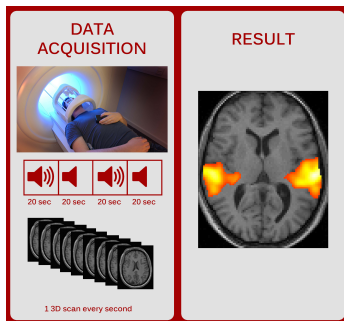 DATA
ACQUISITION
20 sec 20 sec 20 sec 20 sec
1 3D scan every second
RESULT